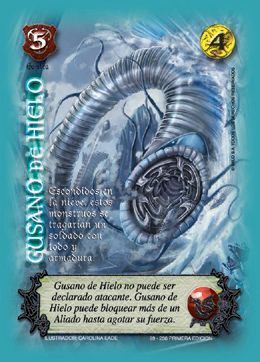 5
4
GUSANO DE HIELO
Escondidos en
la nieve, estos
monstruos se
tragarían un
soldado con
todo y
armadura.
Gusano de Hielo no puede ser
declarado atacante. Gusano de
Hielo puede bloquear más de un
Aliado hasta agotar su fuerza.
ILUSTRADOR: CAROLINA EADE
PRIMERA EDICIÓN